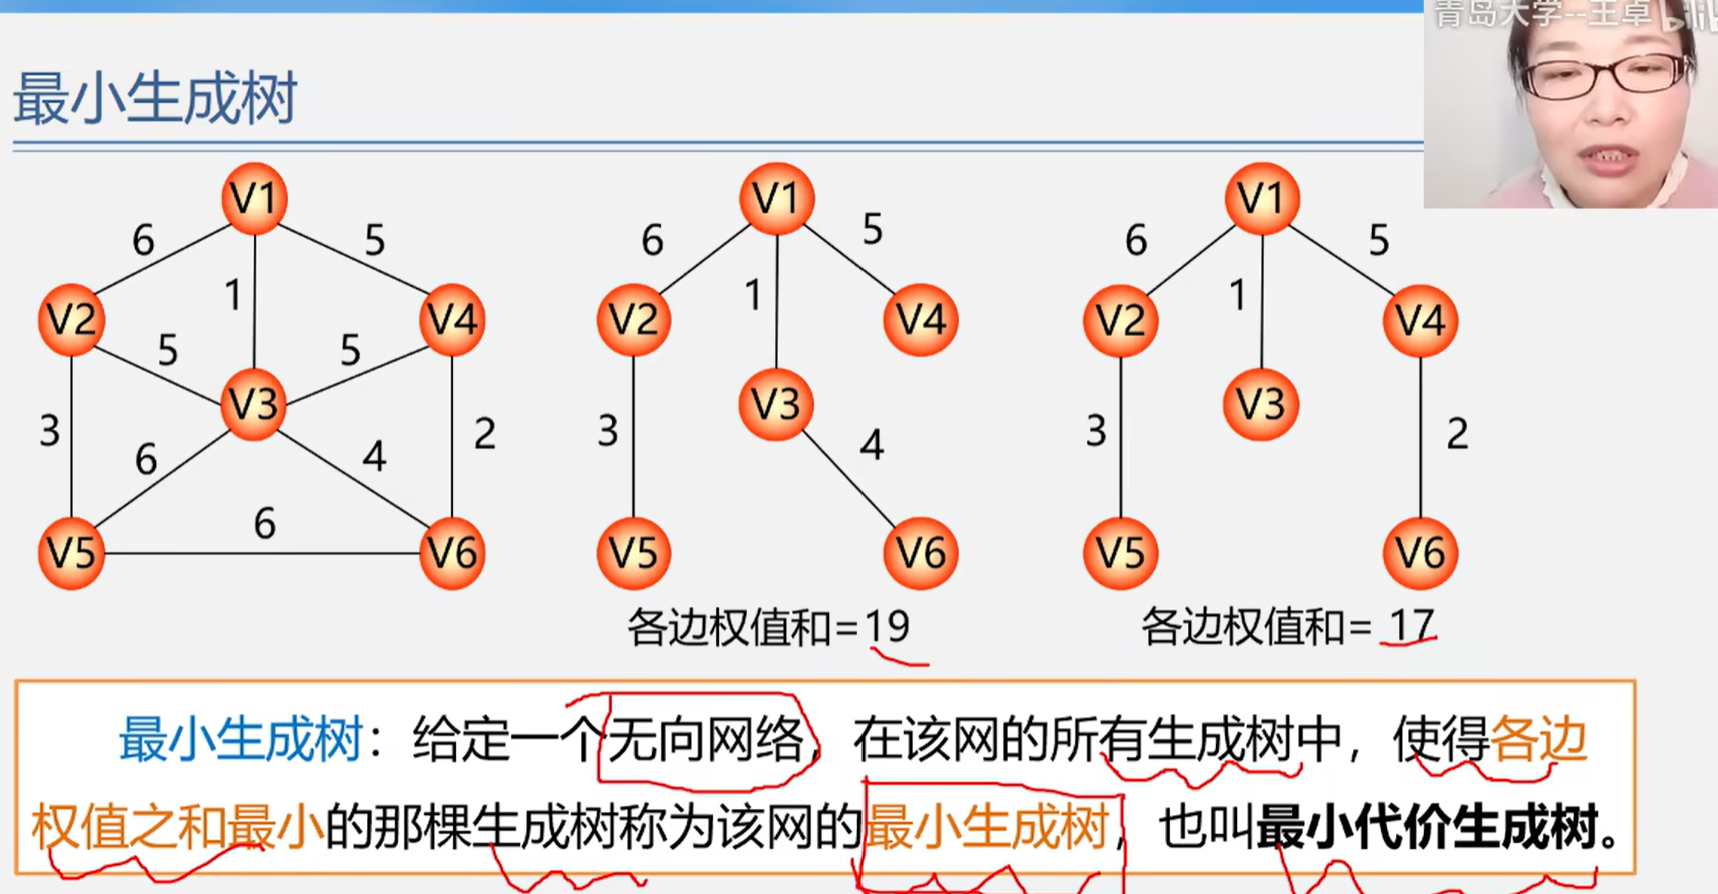 青岛大学--王卓
最小生成树
V1 V1 V1
6 5 6 5 6 5
1 1 1
V2 V4 V2 V4 V2 V4
5 5
V3 V3 V3
3 2 3 4 3 2
6 4
6
V5 V6 V5 V6 V5 V6
各边权值和=19 各边权值和= 17
最小生成树：给定一个无向网络，在该网的所有生成树中，使得各边
权值之和最小的那棵生成树称为该网的最小生成树，也叫最小代价生成树。